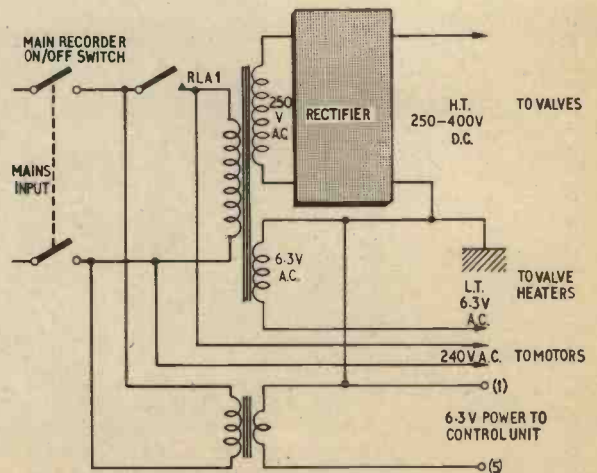 MAIN RECORDER
ON/OFF SWITCH
RLA1
250
V
A.C.
RECTIFIER
H.T.
250-400V
D.C.
TO VALVES
MAINS
INPUT
6·3V
A.C.
L.T.
6.3V
A.C.
TO VALVE
HEATERS
240V A.C. TO MOTORS
(1)
6·3V POWER TO
CONTROL UNIT
(5)